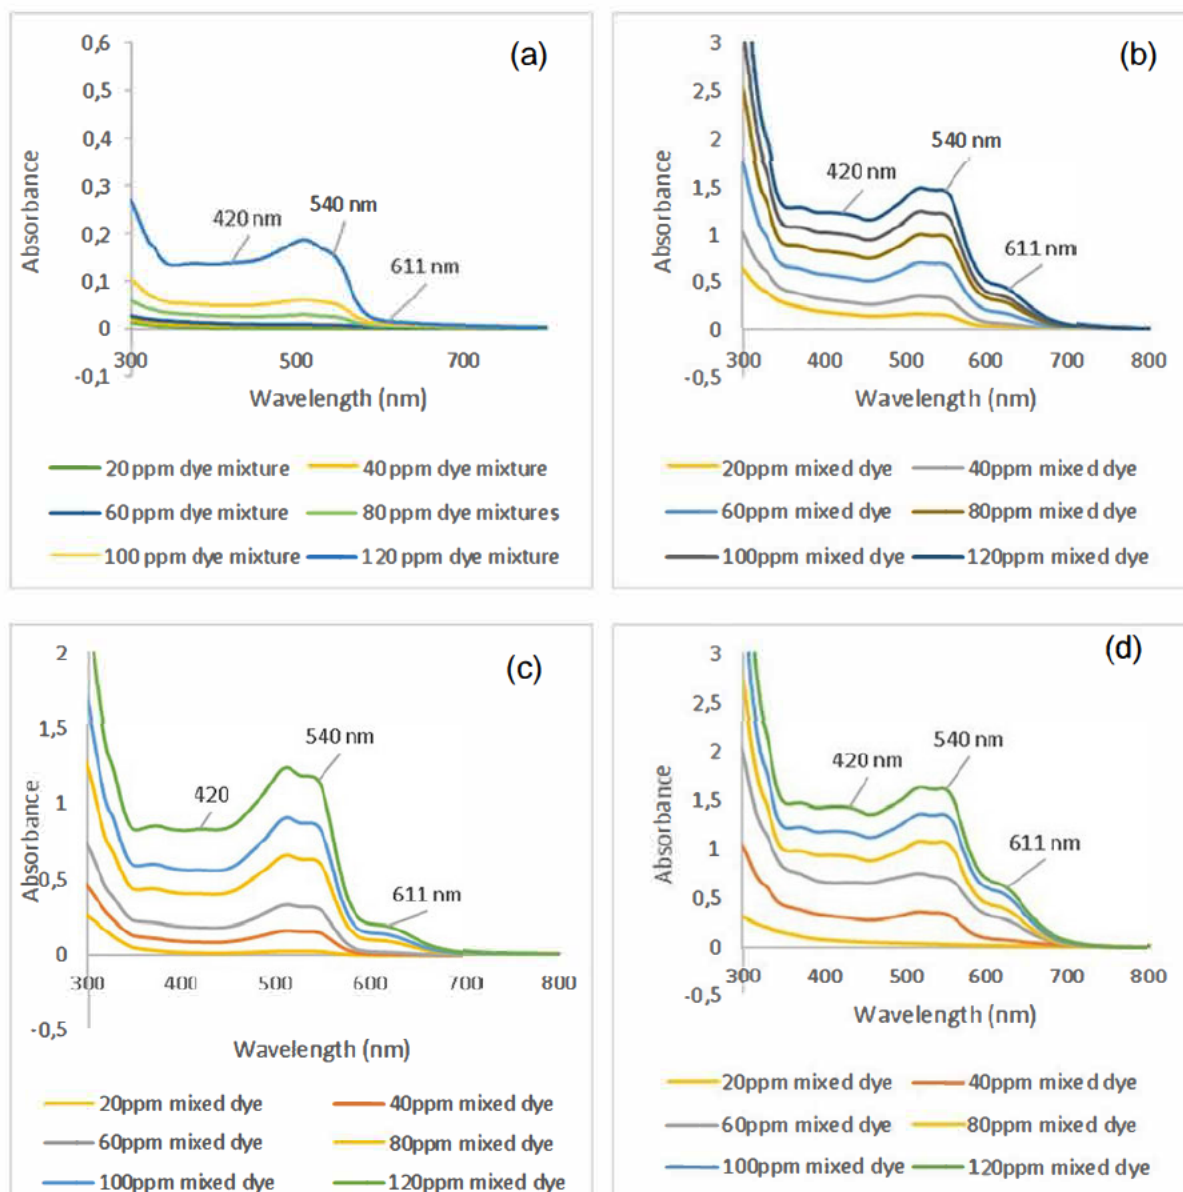 (a)
0,6
0,5
0,4
0,3
0,2
0,1
0
-0,1
Absorbance
420 nm
540 nm
611 nm
300 500 700
Wavelength (nm)
20 ppm dye mixture 40 ppm dye mixture
60 ppm dye mixture 80 ppm dye mixtures
100 ppm dye mixture 120 ppm dye mixture
(b)
3
2,5
2
1,5
1
0,5
0
-0,5
Absorbance
420 nm
540 nm
611 nm
300 400 500 600 700 800
Wavelength (nm)
20ppm mixed dye 40ppm mixed dye
60ppm mixed dye 80ppm mixed dye
100ppm mixed dye 120ppm mixed dye
(c)
2
1,5
1
0,5
0
-0,5
Absorbance
420
540 nm
611 nm
300 400 500 600 700 800
Wavelength (nm)
20ppm mixed dye 40ppm mixed dye
60ppm mixed dye 80ppm mixed dye
100ppm mixed dye 120ppm mixed dye
(d)
3
2,5
2
1,5
1
0,5
0
-0,5
Absorbance
420 nm
540 nm
611 nm
300 400 500 600 700 800
Wavelength (nm)
20ppm mixed dye 40ppm mixed dye
60ppm mixed dye 80ppm mixed dye
100ppm mixed dye 120ppm mixed dye